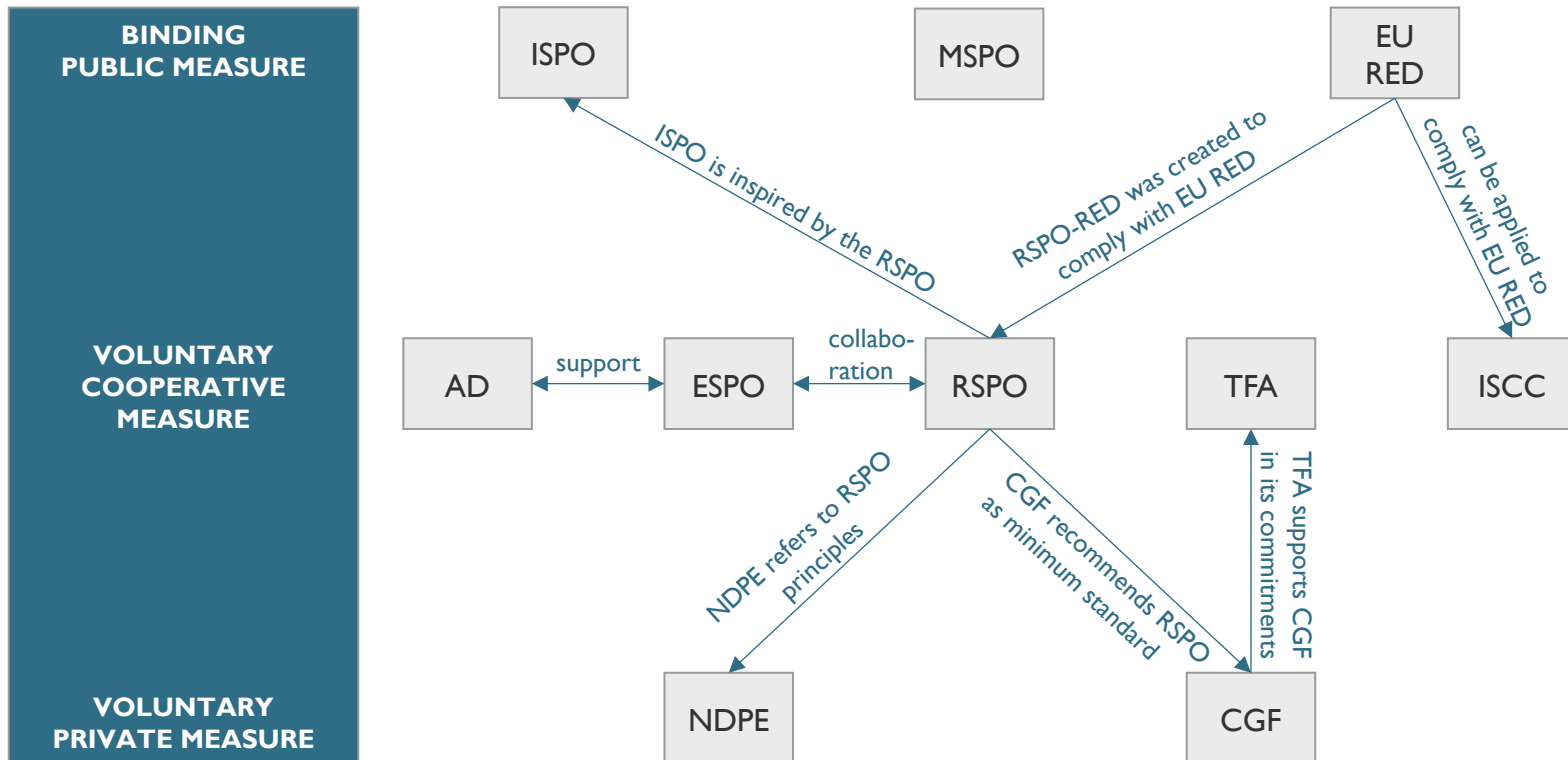 BINDING
PUBLIC MEASURE
ISPO
MSPO
EU
RED
ISPO is inspired by the RSPO
RSPO-RED was created to
comply with EU RED
can be applied to
comply with EU RED
VOLUNTARY
COOPERATIVE
MEASURE
AD
support
ESPO
collabo-
ration
RSPO
TFA
ISCC
NDPE refers to RSPO
principles
CGF recommends RSPO
as minimum standard
TFA supports CGF
in its commitments
VOLUNTARY
PRIVATE MEASURE
NDPE
CGF